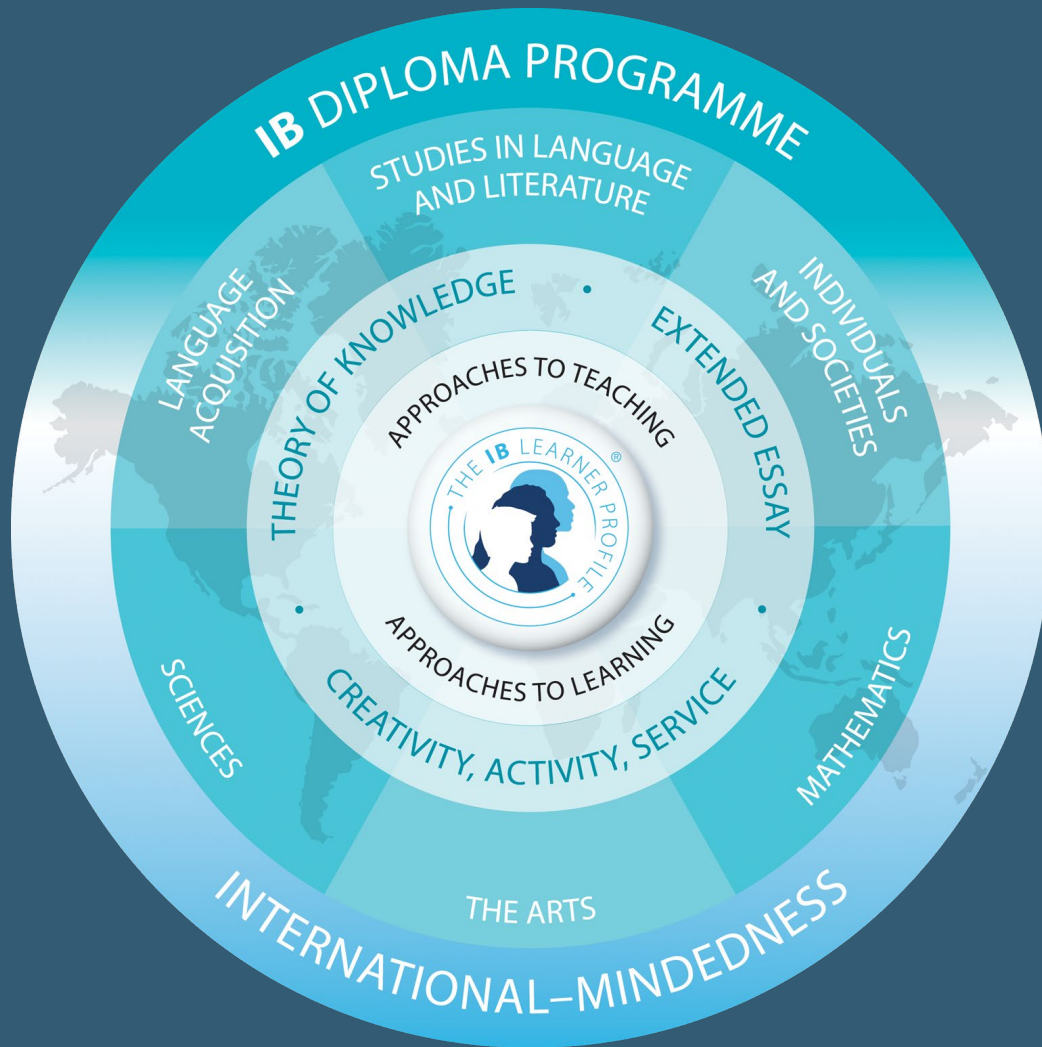 IB DIPLOMA PROGRAMME
STUDIES IN LANGUAGE
AND LITERATURE
LANGUAGE
ACQUISITION
INDIVIDUALS
AND SOCIETIES
THEORY OF KNOWLEDGE
•
EXTENDED ESSAY
•
APPROACHES TO TEACHING
THE IB LEARNER PROFILE
®
APPROACHES TO LEARNING
•
CREATIVITY, ACTIVITY, SERVICE
SCIENCES
MATHEMATICS
THE ARTS
INTERNATIONAL–MINDEDNESS